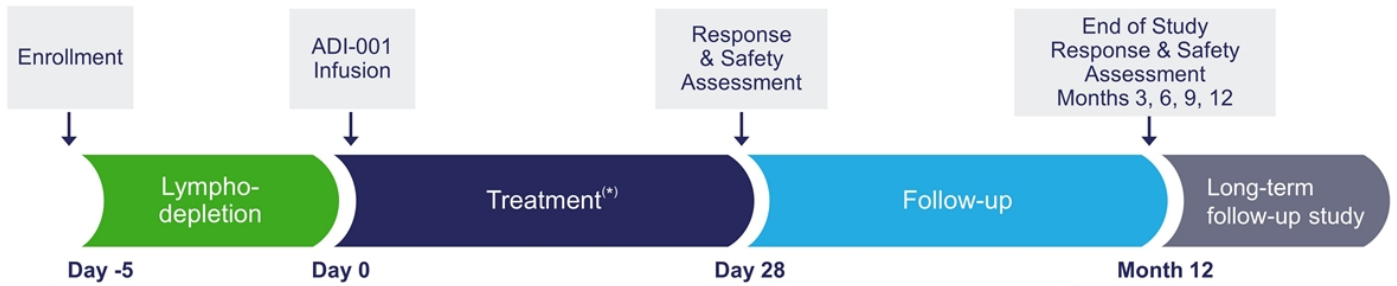 Enrollment
ADI-001
Infusion
Response
& Safety
Assessment
End of Study
Response & Safety
Assessment
Months 3, 6, 9, 12
Lympho-
depletion
Treatment(*)
Follow-up
Long-term
follow-up study
Day -5
Day 0
Day 28
Month 12